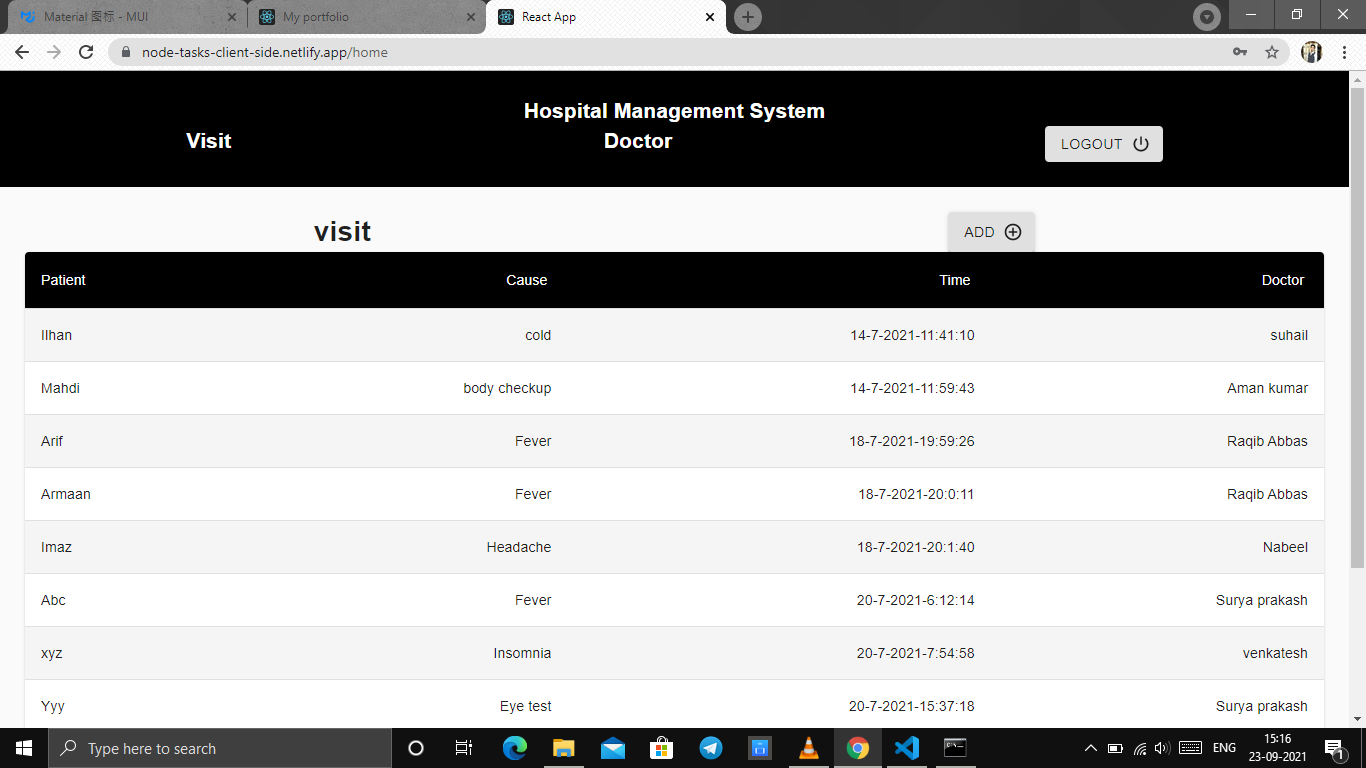 Material 图标 - MUI
My portfolio
React App
node-tasks-client-side.netlify.app/home
Hospital Management System
Visit
Doctor
LOGOUT
visit
ADD
Patient Cause Time Doctor
Ilhan cold 14-7-2021-11:41:10 suhail
Mahdi body checkup 14-7-2021-11:59:43 Aman kumar
Arif Fever 18-7-2021-19:59:26 Raqib Abbas
Armaan Fever 18-7-2021-20:0:11 Raqib Abbas
Imaz Headache 18-7-2021-20:1:40 Nabeel
Abc Fever 20-7-2021-6:12:14 Surya prakash
xyz Insomnia 20-7-2021-7:54:58 venkatesh
Yyy Eye test 20-7-2021-15:37:18 Surya prakash
Type here to search
ENG
15:16
23-09-2021
1